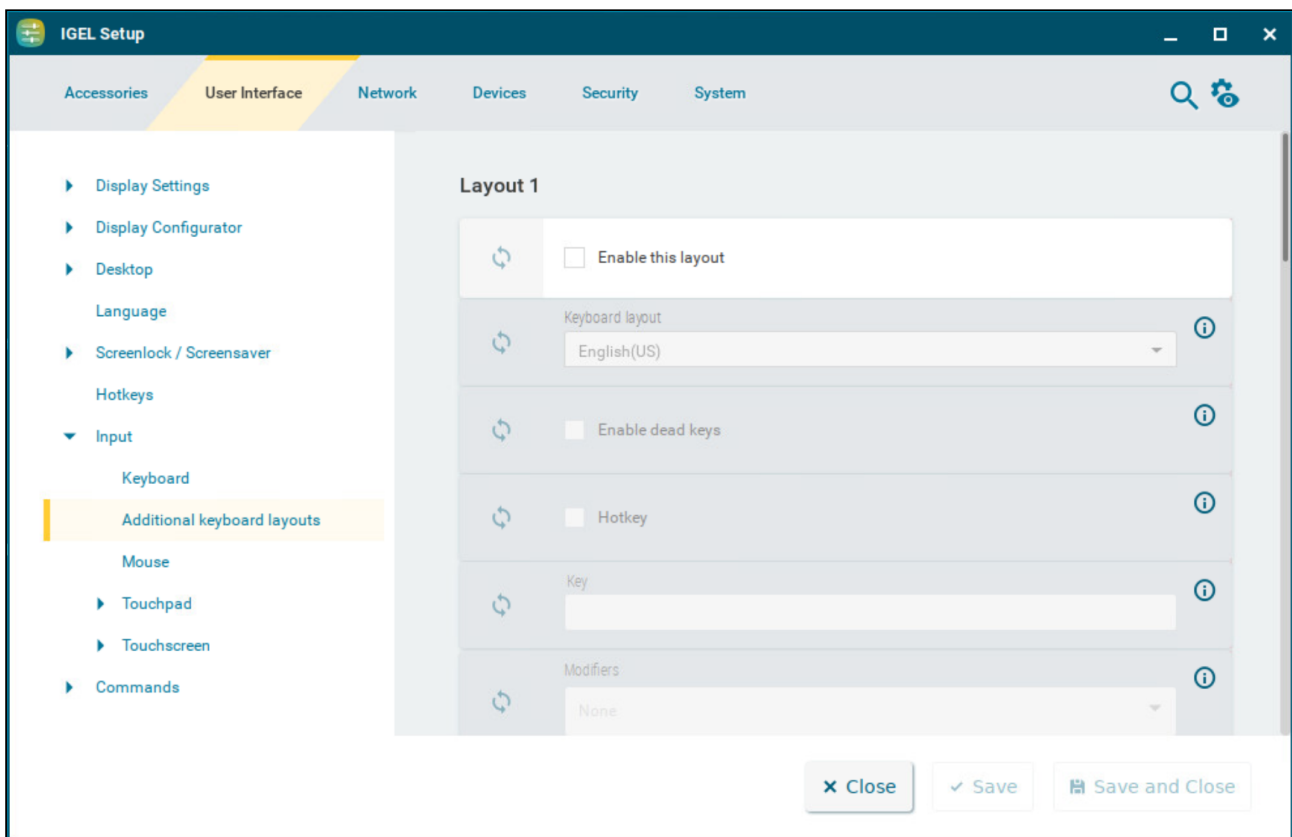 IGEL Setup
Accessories
User Interface
Network
Devices
Security
System
Display Settings
Display Configurator
Desktop
Language
Screenlock / Screensaver
Hotkeys
Input
Keyboard
Additional keyboard layouts
Mouse
Touchpad
Touchscreen
Commands
Layout 1
Enable this layout
Keyboard layout
English(US)
Enable dead keys
Hotkey
Key
Modifiers
None
Close
Save
Save and Close